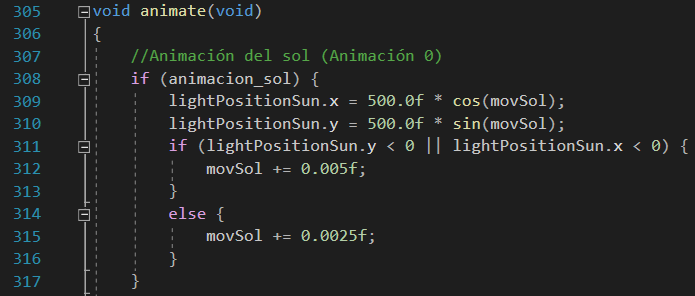 305 void animate(void)
306 {
307 //Animación del sol (Animación 0)
308 if (animacion_sol) {
309 lightPositionSun.x = 500.0f * cos(movSol);
310 lightPositionSun.y = 500.0f * sin(movSol);
311 if (lightPositionSun.y < 0 || lightPositionSun.x < 0) {
312 movSol += 0.005f;
313 }
314 else {
315 movSol += 0.0025f;
316 }
317 }